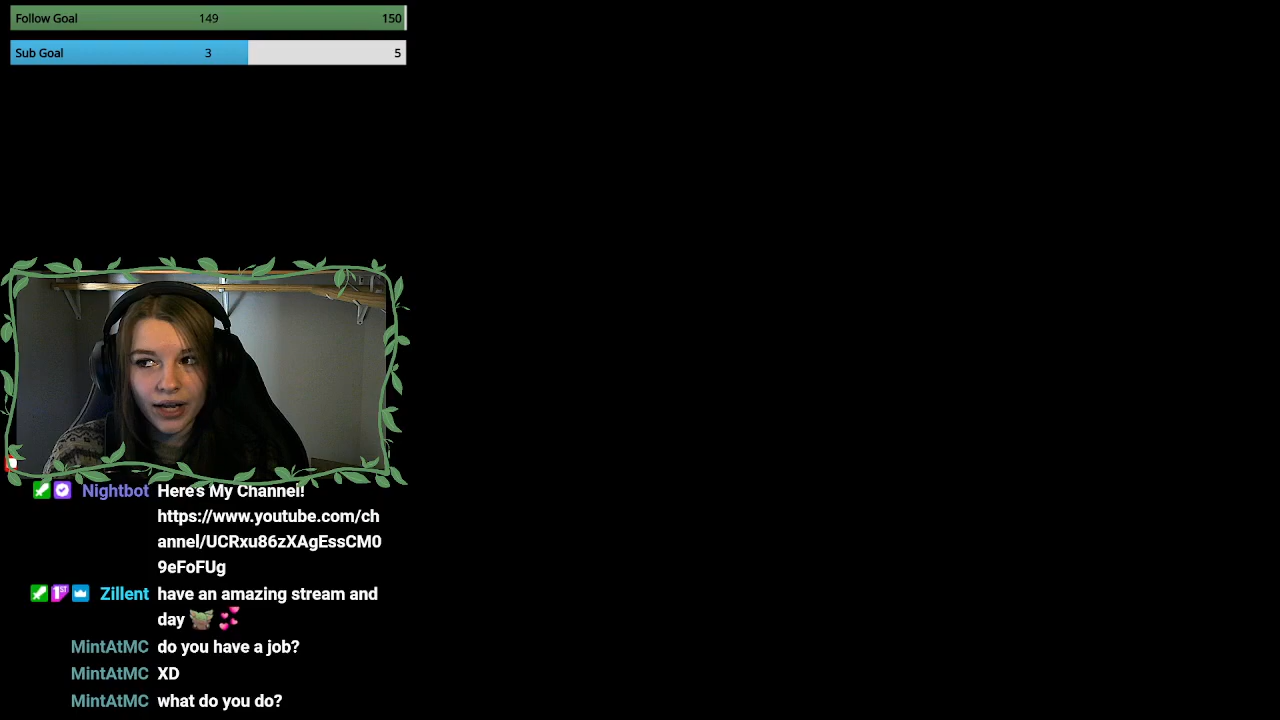 Follow Goal 149 150
Sub Goal 3 5
Nightbot Here's My Channel!
https://www.youtube.com/ch
annel/UCRxu86zXAgEssCM0
9eFoFUg
1ST Zillent have an amazing stream and
day
MintAtMC do you have a job?
MintAtMC XD
MintAtMC what do you do?